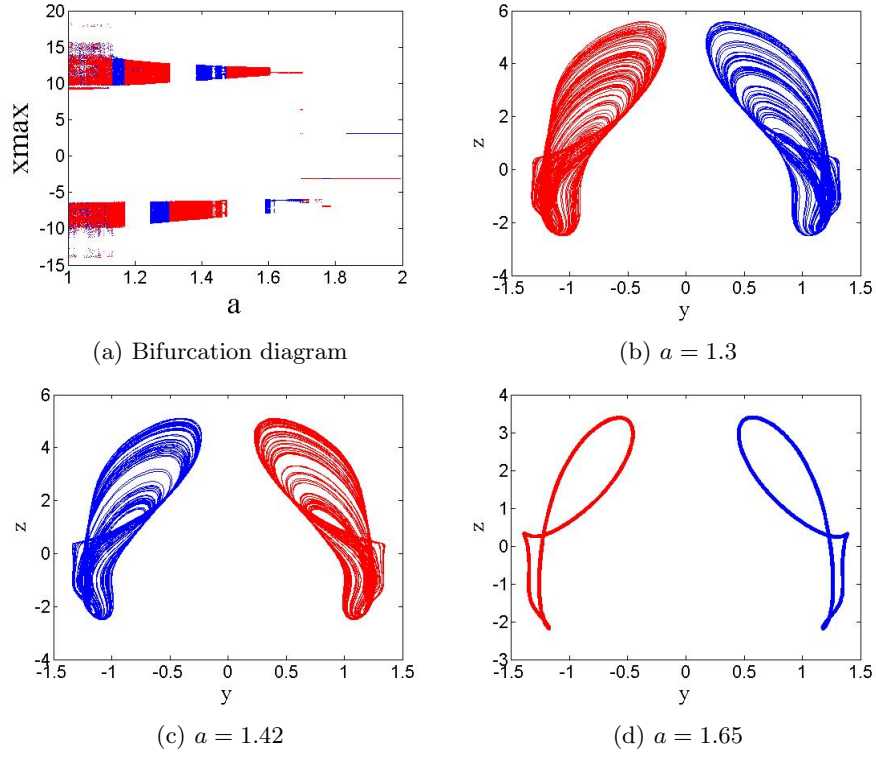 20
15
10
5
0
-5
-10
-15
xmax
1 1.2 1.4 1.6 1.8 2
a
(a) Bifurcation diagram
6
4
2
0
-2
-4
z
-1.5 -1 -0.5 0 0.5 1 1.5
y
(b) a = 1.3
6
4
2
0
-2
-4
z
-1.5 -1 -0.5 0 0.5 1 1.5
y
(c) a = 1.42
4
3
2
1
0
-1
-2
-3
z
-1.5 -1 -0.5 0 0.5 1 1.5
y
(d) a = 1.65